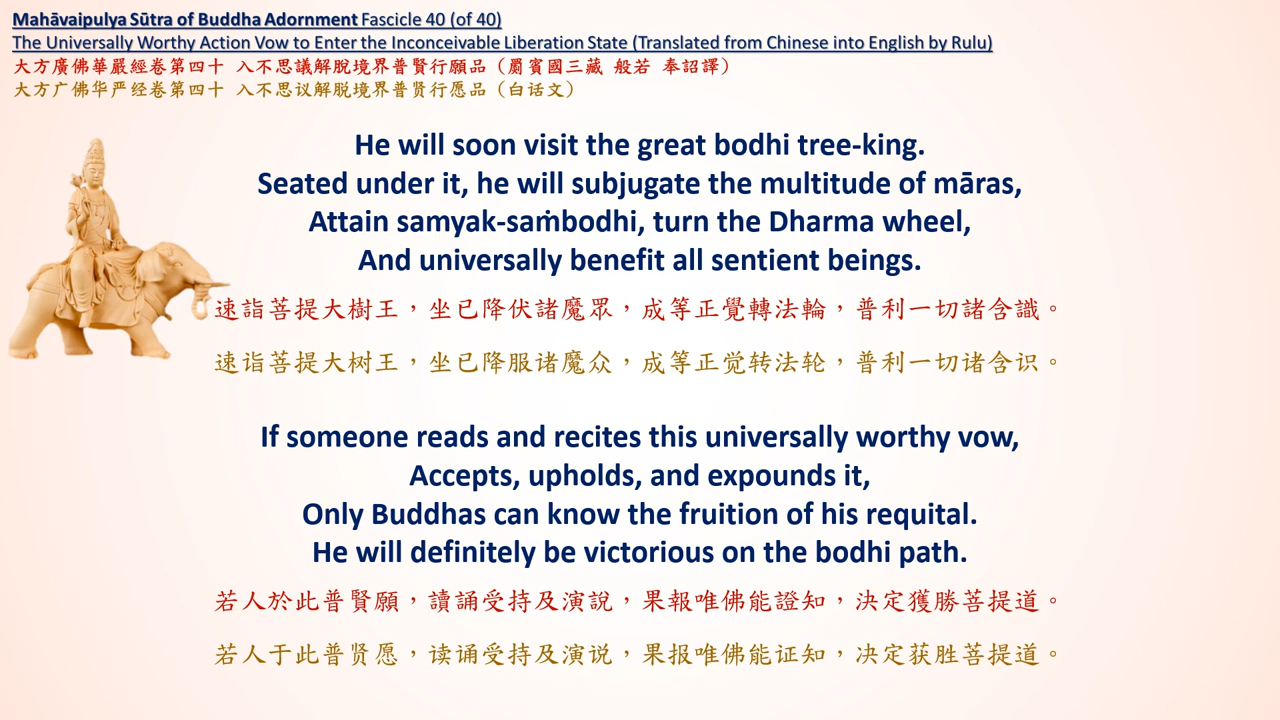 Mahāvaipulya Sūtra of Buddha Adornment Fascicle 40 (of 40)
The Universally Worthy Action Vow to Enter the Inconceivable Liberation State (Translated from Chinese into English by Rulu)
大方廣佛華嚴經卷第四十 入不思議解脫境界普賢行願品（罽賓國三藏 般若 奉詔譯）
大方广佛华严经卷第四十 入不思议解脱境界普贤行愿品（白话文）
He will soon visit the great bodhi tree-king.
Seated under it, he will subjugate the multitude of māras,
Attain samyak-saṁbodhi, turn the Dharma wheel,
And universally benefit all sentient beings.
速詣菩提大樹王，坐已降伏諸魔眾，成等正覺轉法輪，普利一切諸含識。
速诣菩提大树王，坐已降服诸魔众，成等正觉转法轮，普利一切诸含识。
If someone reads and recites this universally worthy vow,
Accepts, upholds, and expounds it,
Only Buddhas can know the fruition of his requital.
He will definitely be victorious on the bodhi path.
若人於此普賢願，讀誦受持及演說，果報唯佛能證知，決定獲勝菩提道。
若人于此普贤愿，读诵受持及演说，果报唯佛能证知，决定获胜菩提道。